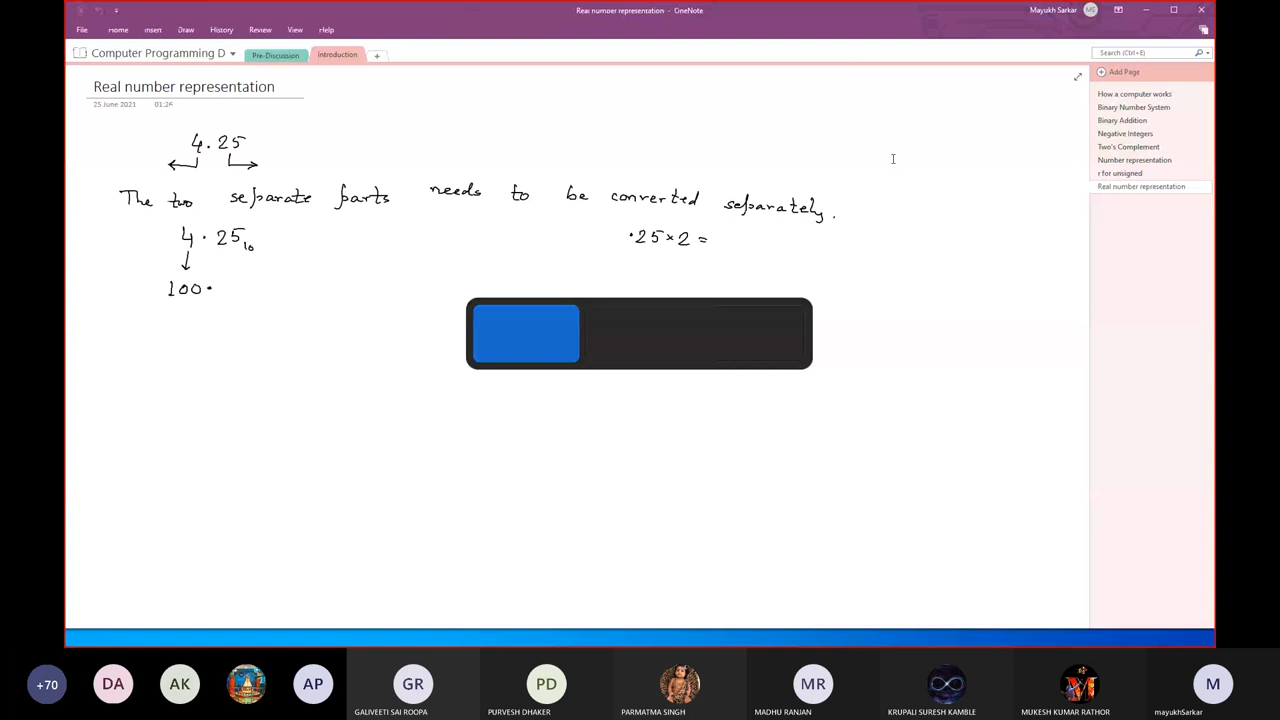 Real number representation - OneNote
Mayukh Sarkar
MS
File Home Insert Draw History Review View Help
Computer Programming D
Pre-Discussion
Introduction
Search (Ctrl+E)
Real number representation
25 June 2021 01:26
Add Page
How a computer works
Binary Number System
Binary Addition
Negative Integers
Two's Complement
Number representation
r for unsigned
Real number representation
4.25
The two separate parts needs to be converted separately.
4.25₁₀
.25×2=
100.
+70
DA
AK
AP
GR
PD
MR
M
GALIVEETI SAI ROOPA
PURVESH DHAKER
PARMATMA SINGH
MADHU RANJAN
KRUPALI SURESH KAMBLE
MUKESH KUMAR RATHOR
mayukhSarkar